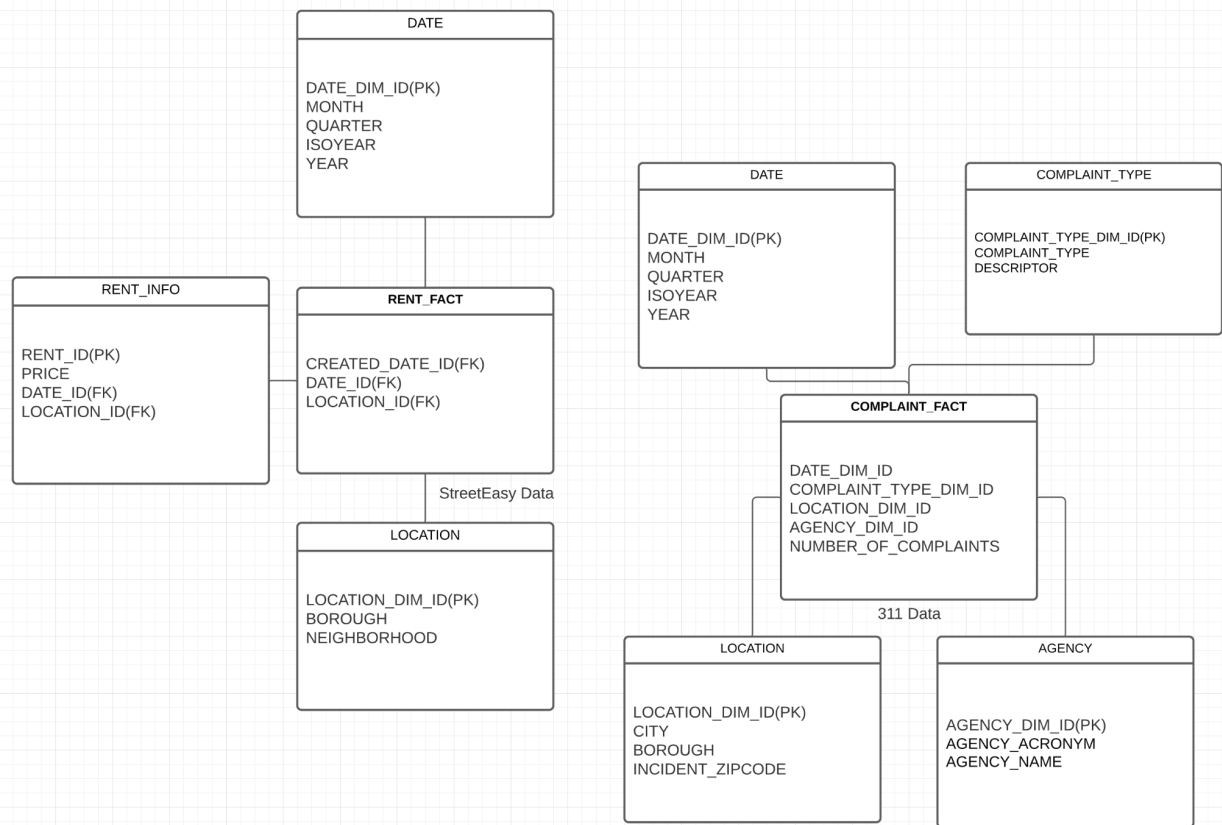 DATE
DATE_DIM_ID(PK)
MONTH
QUARTER
ISOYEAR
YEAR
RENT_INFO
RENT_ID(PK)
PRICE
DATE_ID(FK)
LOCATION_ID(FK)
RENT_FACT
CREATED_DATE_ID(FK)
DATE_ID(FK)
LOCATION_ID(FK)
StreetEasy Data
LOCATION
LOCATION_DIM_ID(PK)
BOROUGH
NEIGHBORHOOD
DATE
DATE_DIM_ID(PK)
MONTH
QUARTER
ISOYEAR
YEAR
COMPLAINT_TYPE
COMPLAINT_TYPE_DIM_ID(PK)
COMPLAINT_TYPE
DESCRIPTOR
COMPLAINT_FACT
DATE_DIM_ID
COMPLAINT_TYPE_DIM_ID
LOCATION_DIM_ID
AGENCY_DIM_ID
NUMBER_OF_COMPLAINTS
311 Data
LOCATION
LOCATION_DIM_ID(PK)
CITY
BOROUGH
INCIDENT_ZIPCODE
AGENCY
AGENCY_DIM_ID(PK)
AGENCY_ACRONYM
AGENCY_NAME